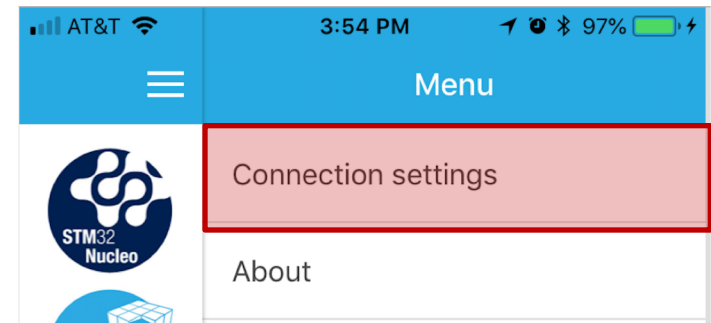 AT&T 3:54 PM 97%
Menu
Connection settings
STM32
Nucleo
About